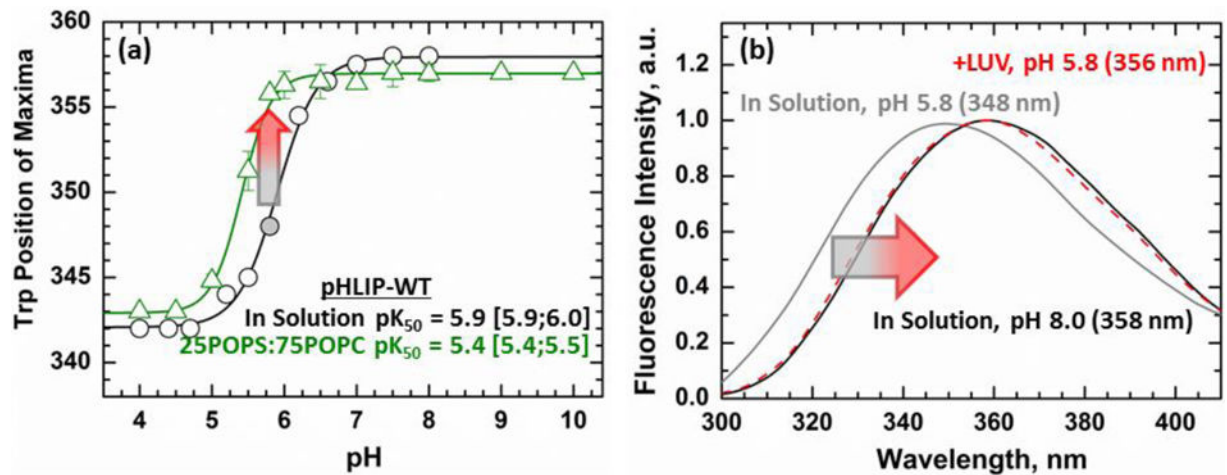 (a)
Trp Position of Maxima
360
355
350
345
340
pHLIP-WT
In Solution pK50 = 5.9 [5.9;6.0]
25POPS:75POPC pK50 = 5.4 [5.4;5.5]
4 5 6 7 8 9 10
pH
(b)
Fluorescence Intensity, a.u.
1.2
1.0
0.8
0.6
0.4
0.2
0.0
+LUV, pH 5.8 (356 nm)
In Solution, pH 5.8 (348 nm)
In Solution, pH 8.0 (358 nm)
300 320 340 360 380 400
Wavelength, nm